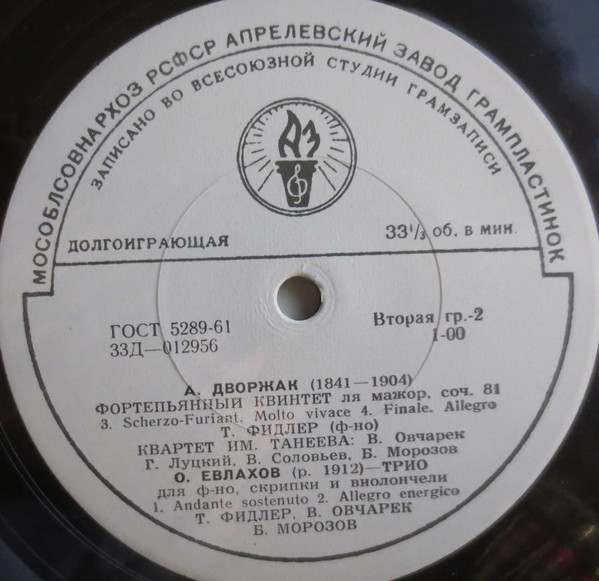 МОСОБЛСОВНАРХОЗ РСФСР АПРЕЛЕВСКИЙ ЗАВОД ГРАМПЛАСТИНОК
ЗАПИСАНО ВО ВСЕСОЮЗНОЙ СТУДИИ ГРАМЗАПИСИ
АЗ
ДОЛГОИГРАЮЩАЯ
33⅓ об. в мин.
ГОСТ 5289-61
33Д—012956
Вторая гр.-2
1-00
А. ДВОРЖАК (1841—1904)
ФОРТЕПЬЯННЫЙ КВИНТЕТ ля мажор, соч. 81
3. Scherzo-Furiant. Molto vivace 4. Finale. Allegro
Т. ФИДЛЕР (ф-но)
КВАРТЕТ ИМ. ТАНЕЕВА: В. Овчарек
Г. Луцкий, В. Соловьев, Б. Морозов
О. ЕВЛАХОВ (р. 1912)—ТРИО
для ф-но, скрипки и виолончели
1. Andante sostenuto 2. Allegro energico
Т. ФИДЛЕР, В. ОВЧАРЕК
Б. МОРОЗОВ